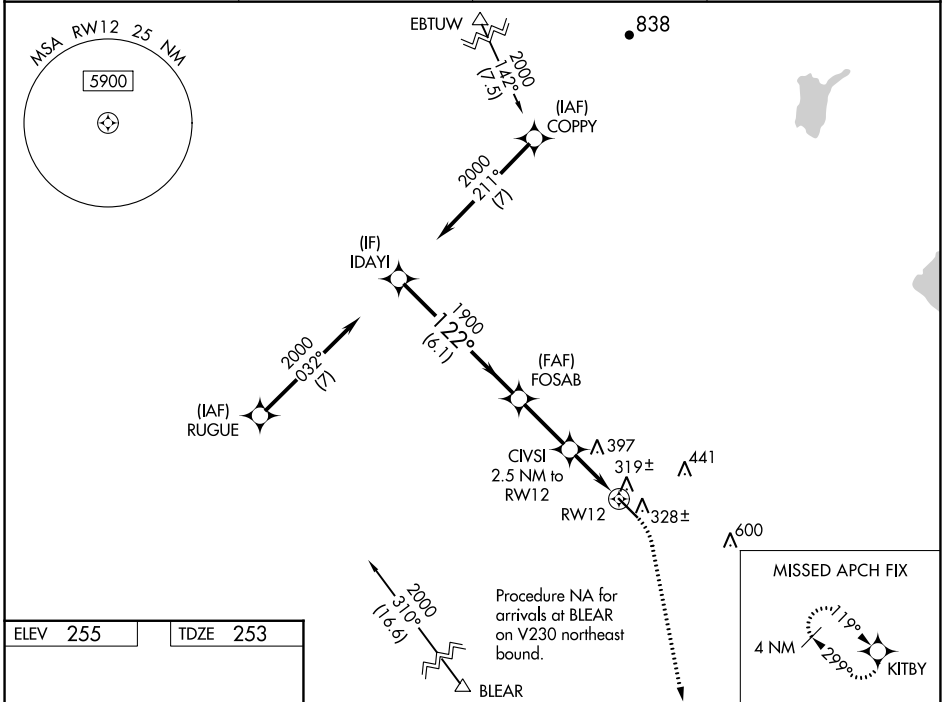 MSA RW12 25 NM
5900
EBTUW
2000
142°
(7.5)
838
(IAF)
COPPY
2000
211°
(7)
(IF)
IDAYI
1900
122°
(6.1)
2000
032°
(7)
(IAF)
RUGUE
(FAF)
FOSAB
CIVSI
2.5 NM to
RW12
397
319±
441
RW12
328±
600
2000
310°
(16.6)
BLEAR
Procedure NA for
arrivals at BLEAR
on V230 northeast
bound.
MISSED APCH FIX
4 NM
119°
299°
KITBY
ELEV 255
TDZE 253